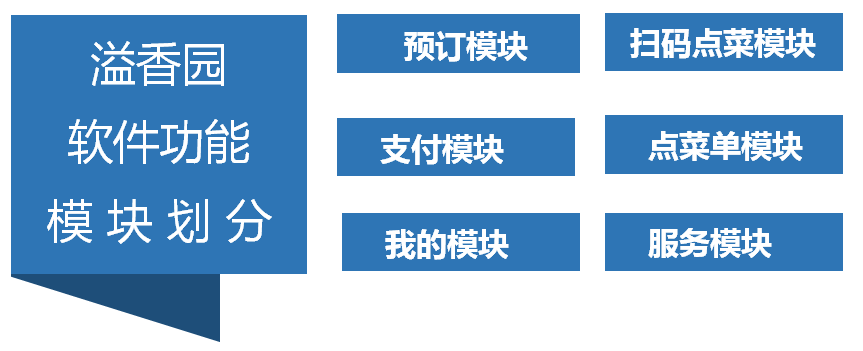 溢香园
软件功能
模块划分
预订模块
扫码点菜模块
支付模块
点菜单模块
我的模块
服务模块